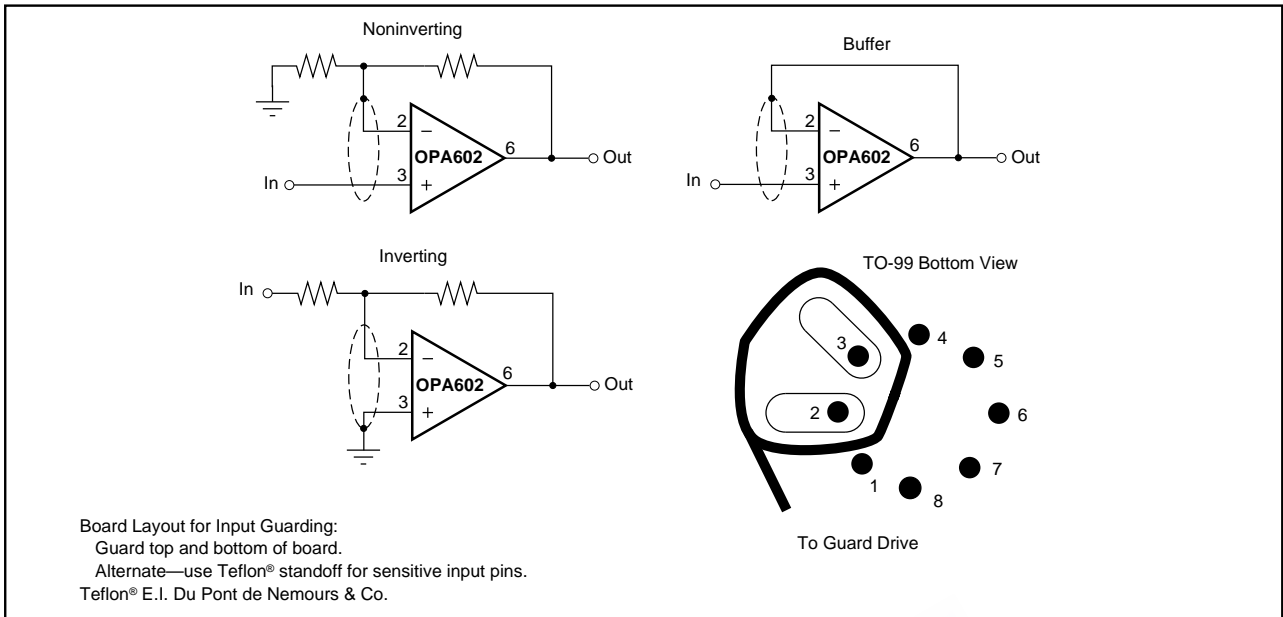 Noninverting
2
−
OPA602
6
Out
In
3
+
Buffer
2
−
OPA602
6
Out
In
3
+
Inverting
In
2
−
OPA602
6
Out
3
+
TO-99 Bottom View
3
4
5
2
6
1
7
8
To Guard Drive
Board Layout for Input Guarding:
Guard top and bottom of board.
Alternate—use Teflon® standoff for sensitive input pins.
Teflon® E.I. Du Pont de Nemours & Co.